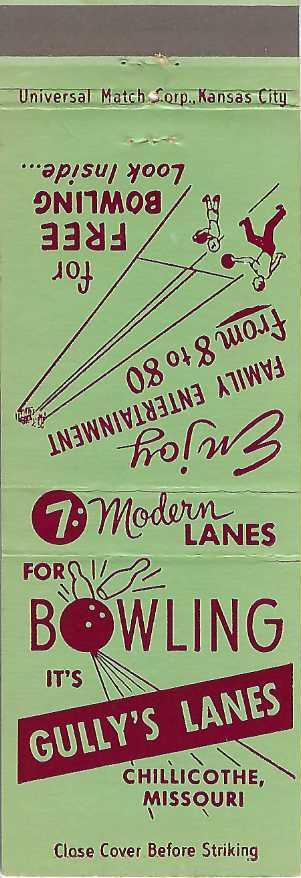 Universal Match Corp., Kansas City
Enjoy
FAMILY ENTERTAINMENT
from 8 to 80
for
FREE
BOWLING
Look Inside...
7: Modern
LANES
FOR
BOWLING
IT'S
GULLY'S LANES
CHILLICOTHE,
MISSOURI
Close Cover Before Striking